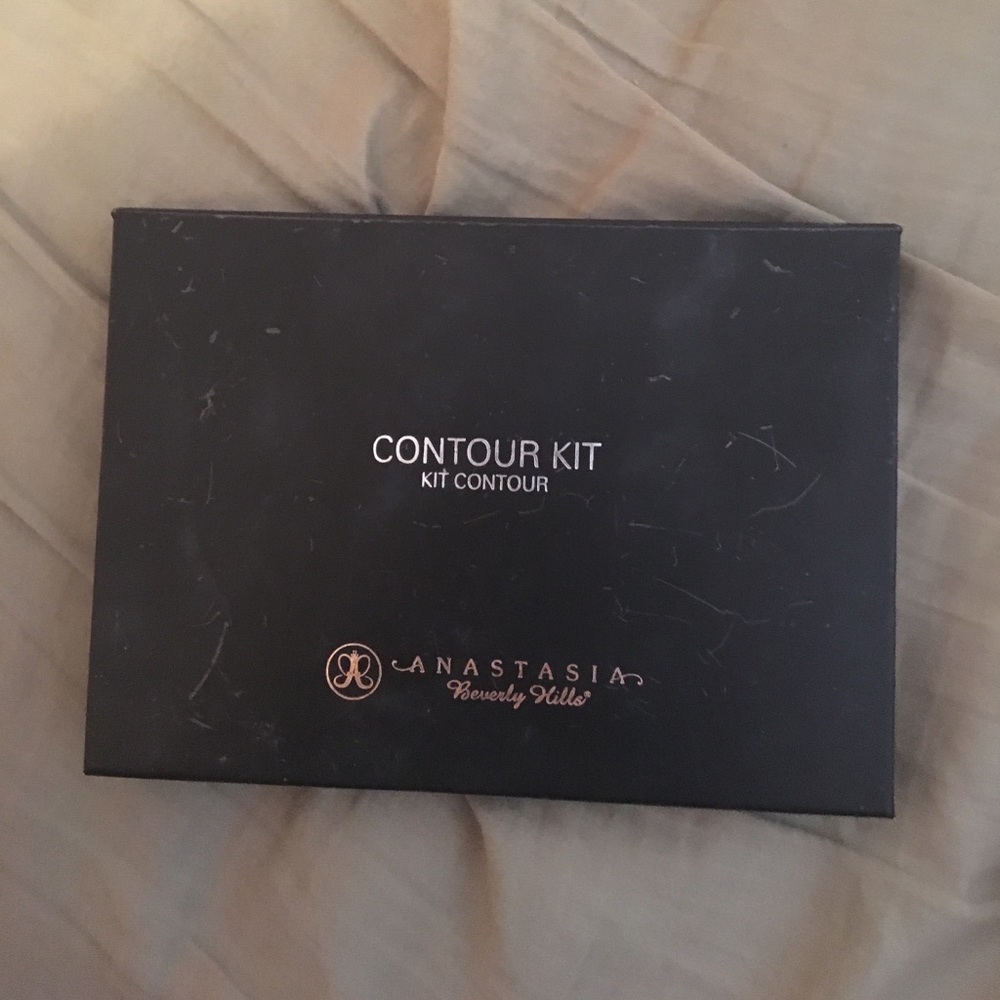 CONTOUR KIT
KIT CONTOUR
ANASTASIA
Beverly Hills®